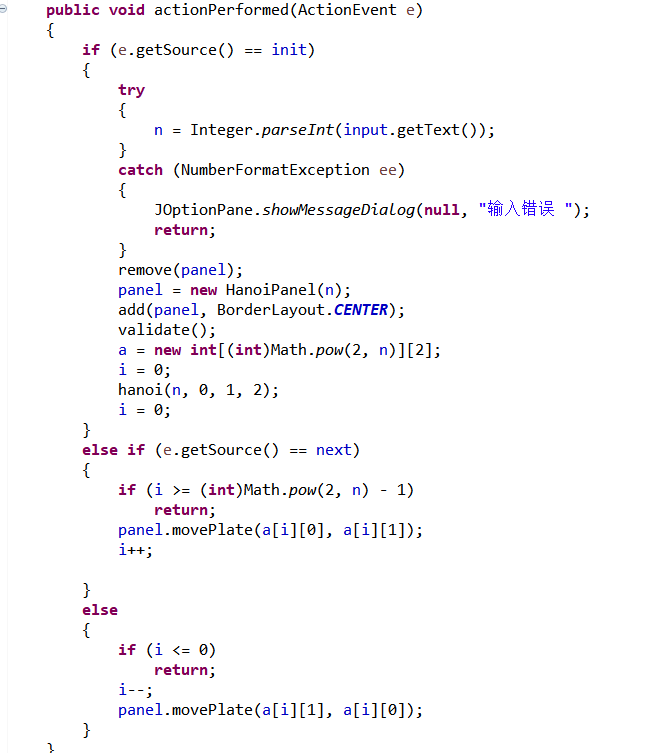 public void actionPerformed(ActionEvent e)
{
if (e.getSource() == init)
{
try
{
n = Integer.parseInt(input.getText());
}
catch (NumberFormatException ee)
{
JOptionPane.showMessageDialog(null, "输入错误 ");
return;
}
remove(panel);
panel = new HanoiPanel(n);
add(panel, BorderLayout.CENTER);
validate();
a = new int[(int)Math.pow(2, n)][2];
i = 0;
hanoi(n, 0, 1, 2);
i = 0;
}
else if (e.getSource() == next)
{
if (i >= (int)Math.pow(2, n) - 1)
return;
panel.movePlate(a[i][0], a[i][1]);
i++;
}
else
{
if (i <= 0)
return;
i--;
panel.movePlate(a[i][1], a[i][0]);
}
}